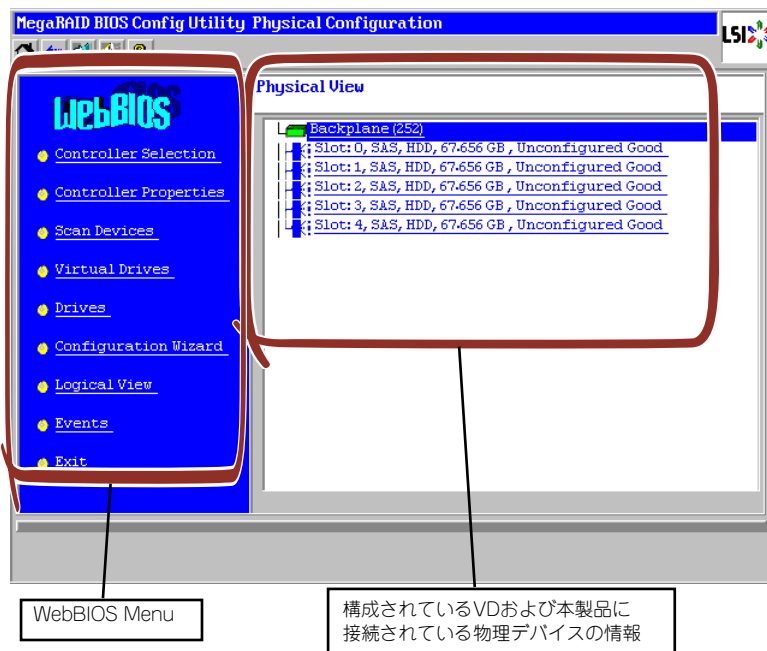 MegaRAID BIOS Config Utility Physical Configuration
LSI
WebBIOS
Controller Selection
Controller Properties
Scan Devices
Virtual Drives
Drives
Configuration Wizard
Logical View
Events
Exit
Physical View
Backplane (252)
Slot: 0, SAS, HDD, 67.656 GB , Unconfigured Good
Slot: 1, SAS, HDD, 67.656 GB , Unconfigured Good
Slot: 2, SAS, HDD, 67.656 GB , Unconfigured Good
Slot: 3, SAS, HDD, 67.656 GB , Unconfigured Good
Slot: 4, SAS, HDD, 67.656 GB , Unconfigured Good
WebBIOS Menu
構成されているVDおよび本製品に
接続されている物理デバイスの情報